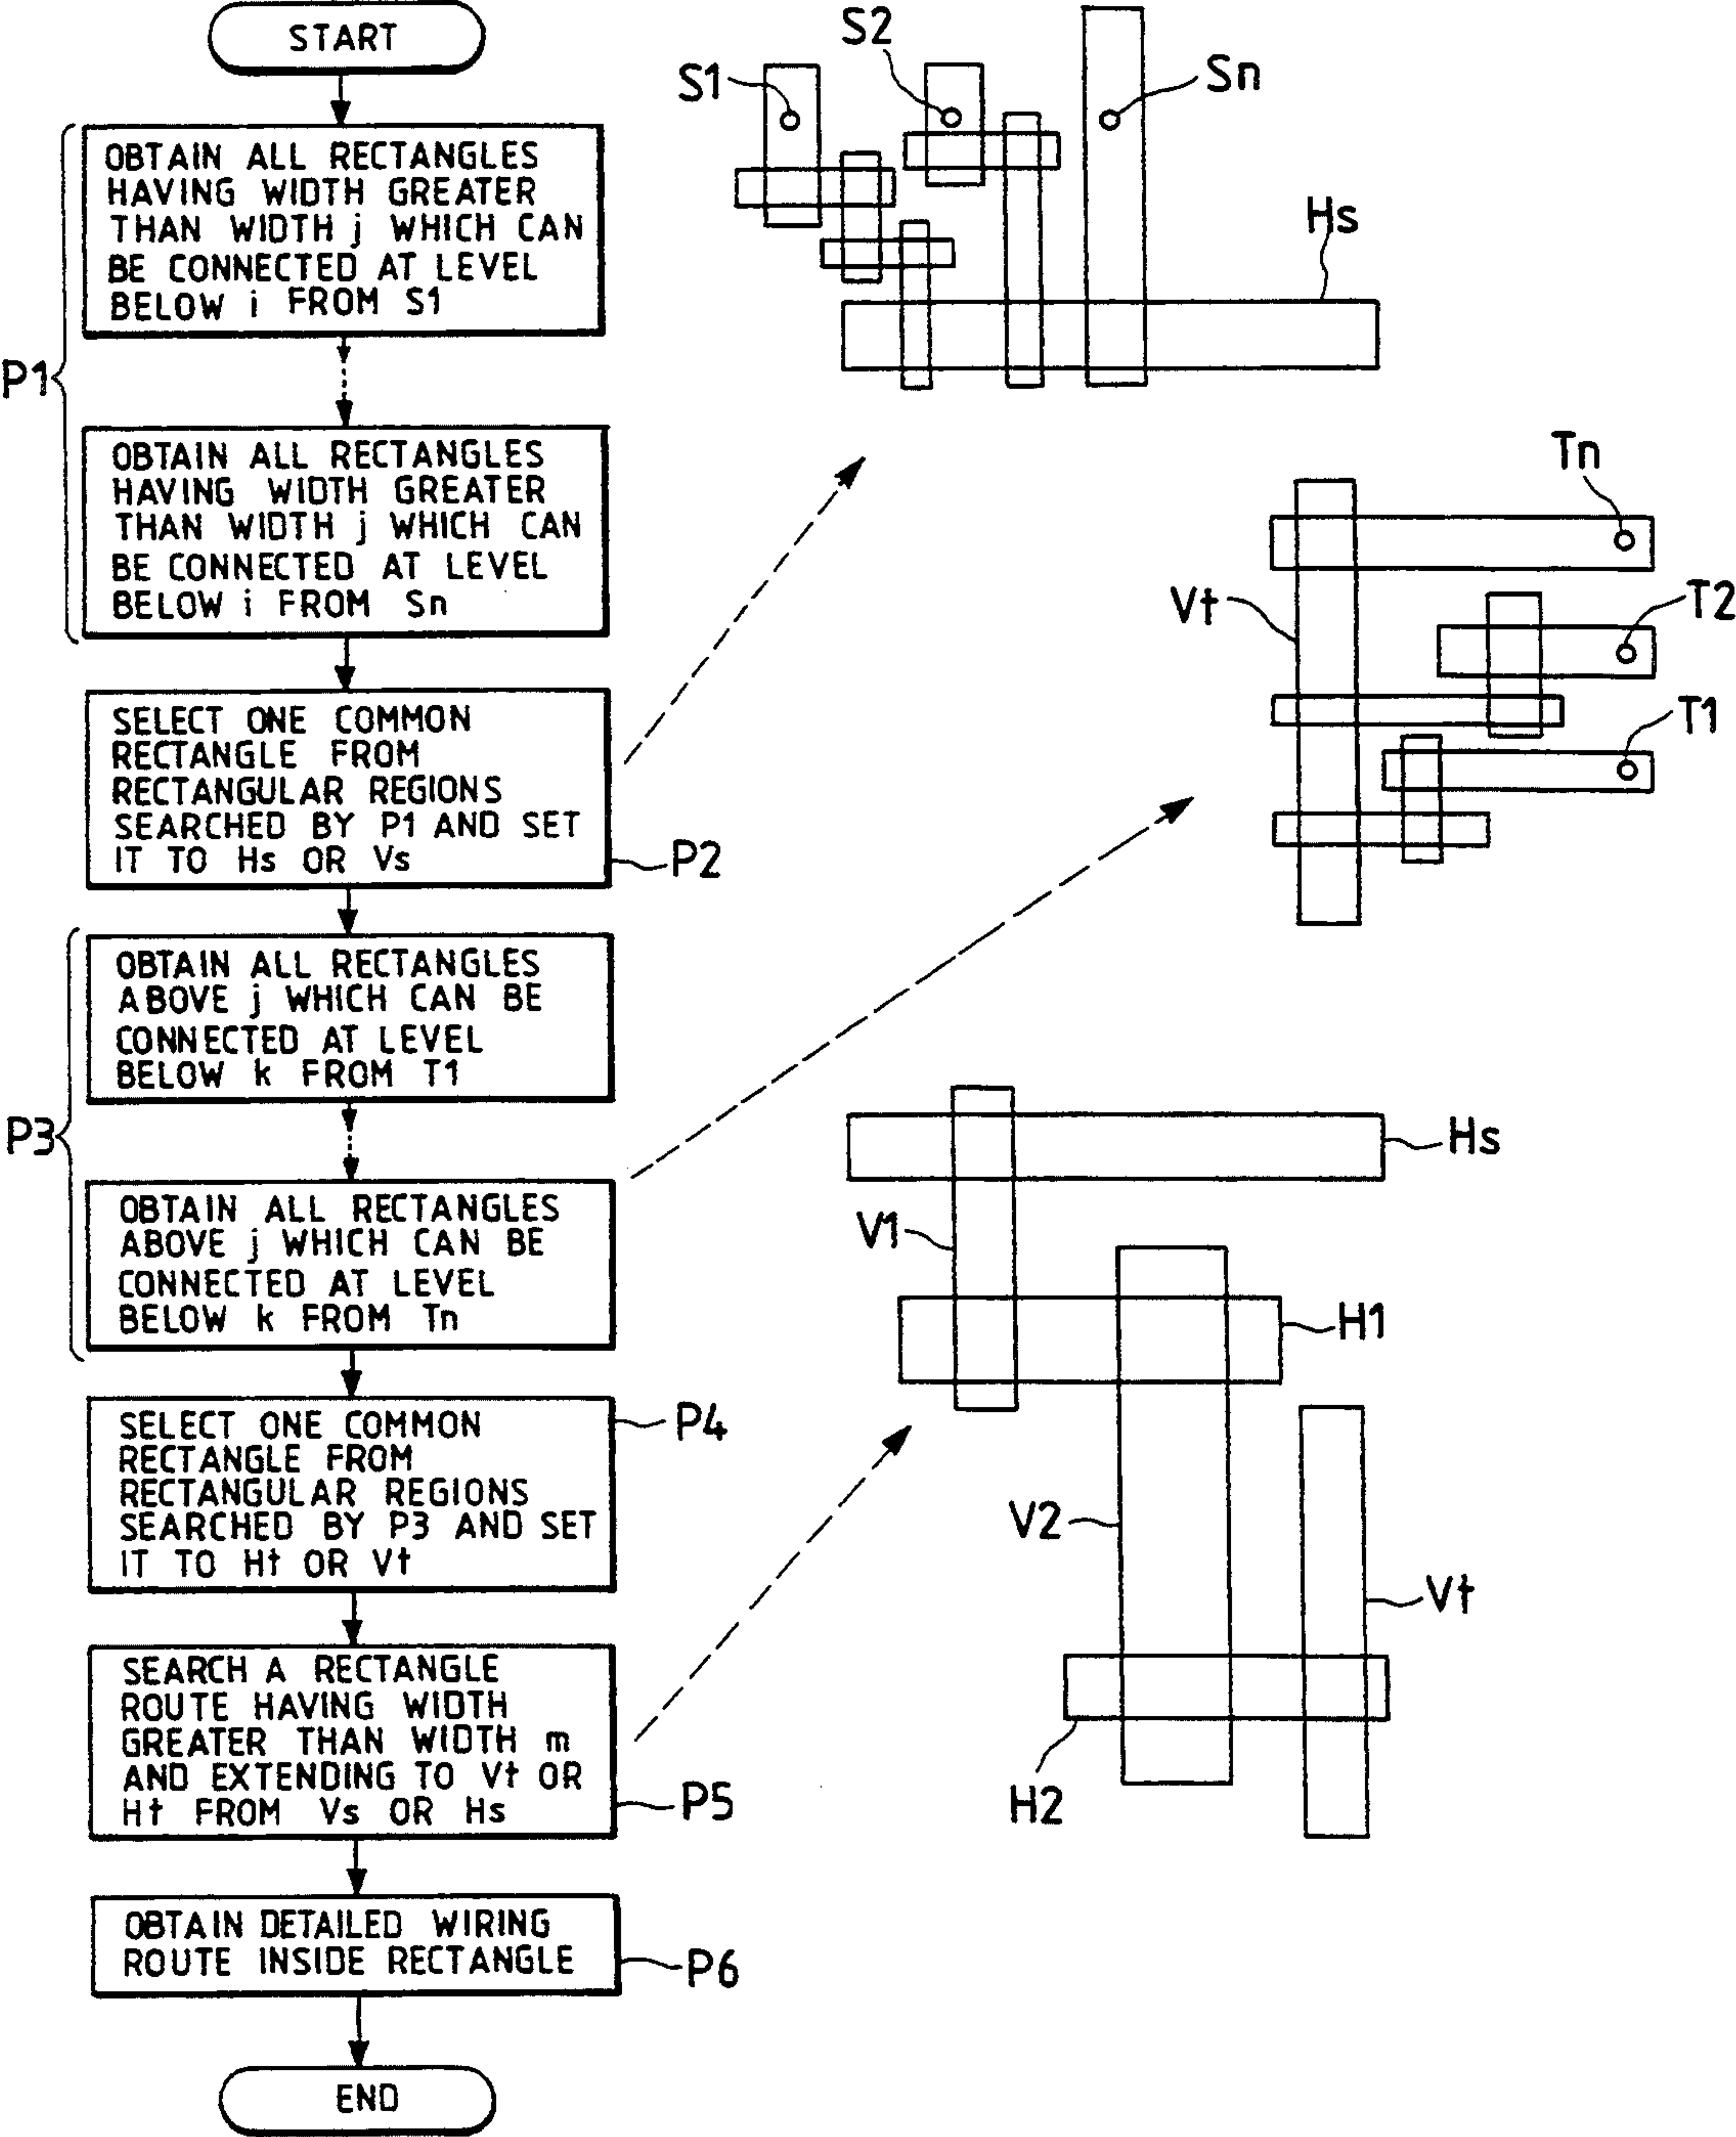 START
OBTAIN ALL RECTANGLES
HAVING WIDTH GREATER
THAN WIDTH j WHICH CAN
BE CONNECTED AT LEVEL
BELOW i FROM S1
P1
OBTAIN ALL RECTANGLES
HAVING WIDTH GREATER
THAN WIDTH j WHICH CAN
BE CONNECTED AT LEVEL
BELOW i FROM Sn
SELECT ONE COMMON
RECTANGLE FROM
RECTANGULAR REGIONS
SEARCHED BY P1 AND SET
IT TO Hs OR Vs
P2
OBTAIN ALL RECTANGLES
ABOVE j WHICH CAN BE
CONNECTED AT LEVEL
BELOW k FROM T1
P3
OBTAIN ALL RECTANGLES
ABOVE j WHICH CAN BE
CONNECTED AT LEVEL
BELOW k FROM Tn
SELECT ONE COMMON
RECTANGLE FROM
RECTANGULAR REGIONS
SEARCHED BY P3 AND SET
IT TO Ht OR Vt
P4
SEARCH A RECTANGLE
ROUTE HAVING WIDTH
GREATER THAN WIDTH m
AND EXTENDING TO Vt OR
Ht FROM Vs OR Hs
P5
OBTAIN DETAILED WIRING
ROUTE INSIDE RECTANGLE
P6
END
S1
S2
Sn
Hs
Tn
Vt
T2
T1
Hs
V1
H1
V2
Vt
H2